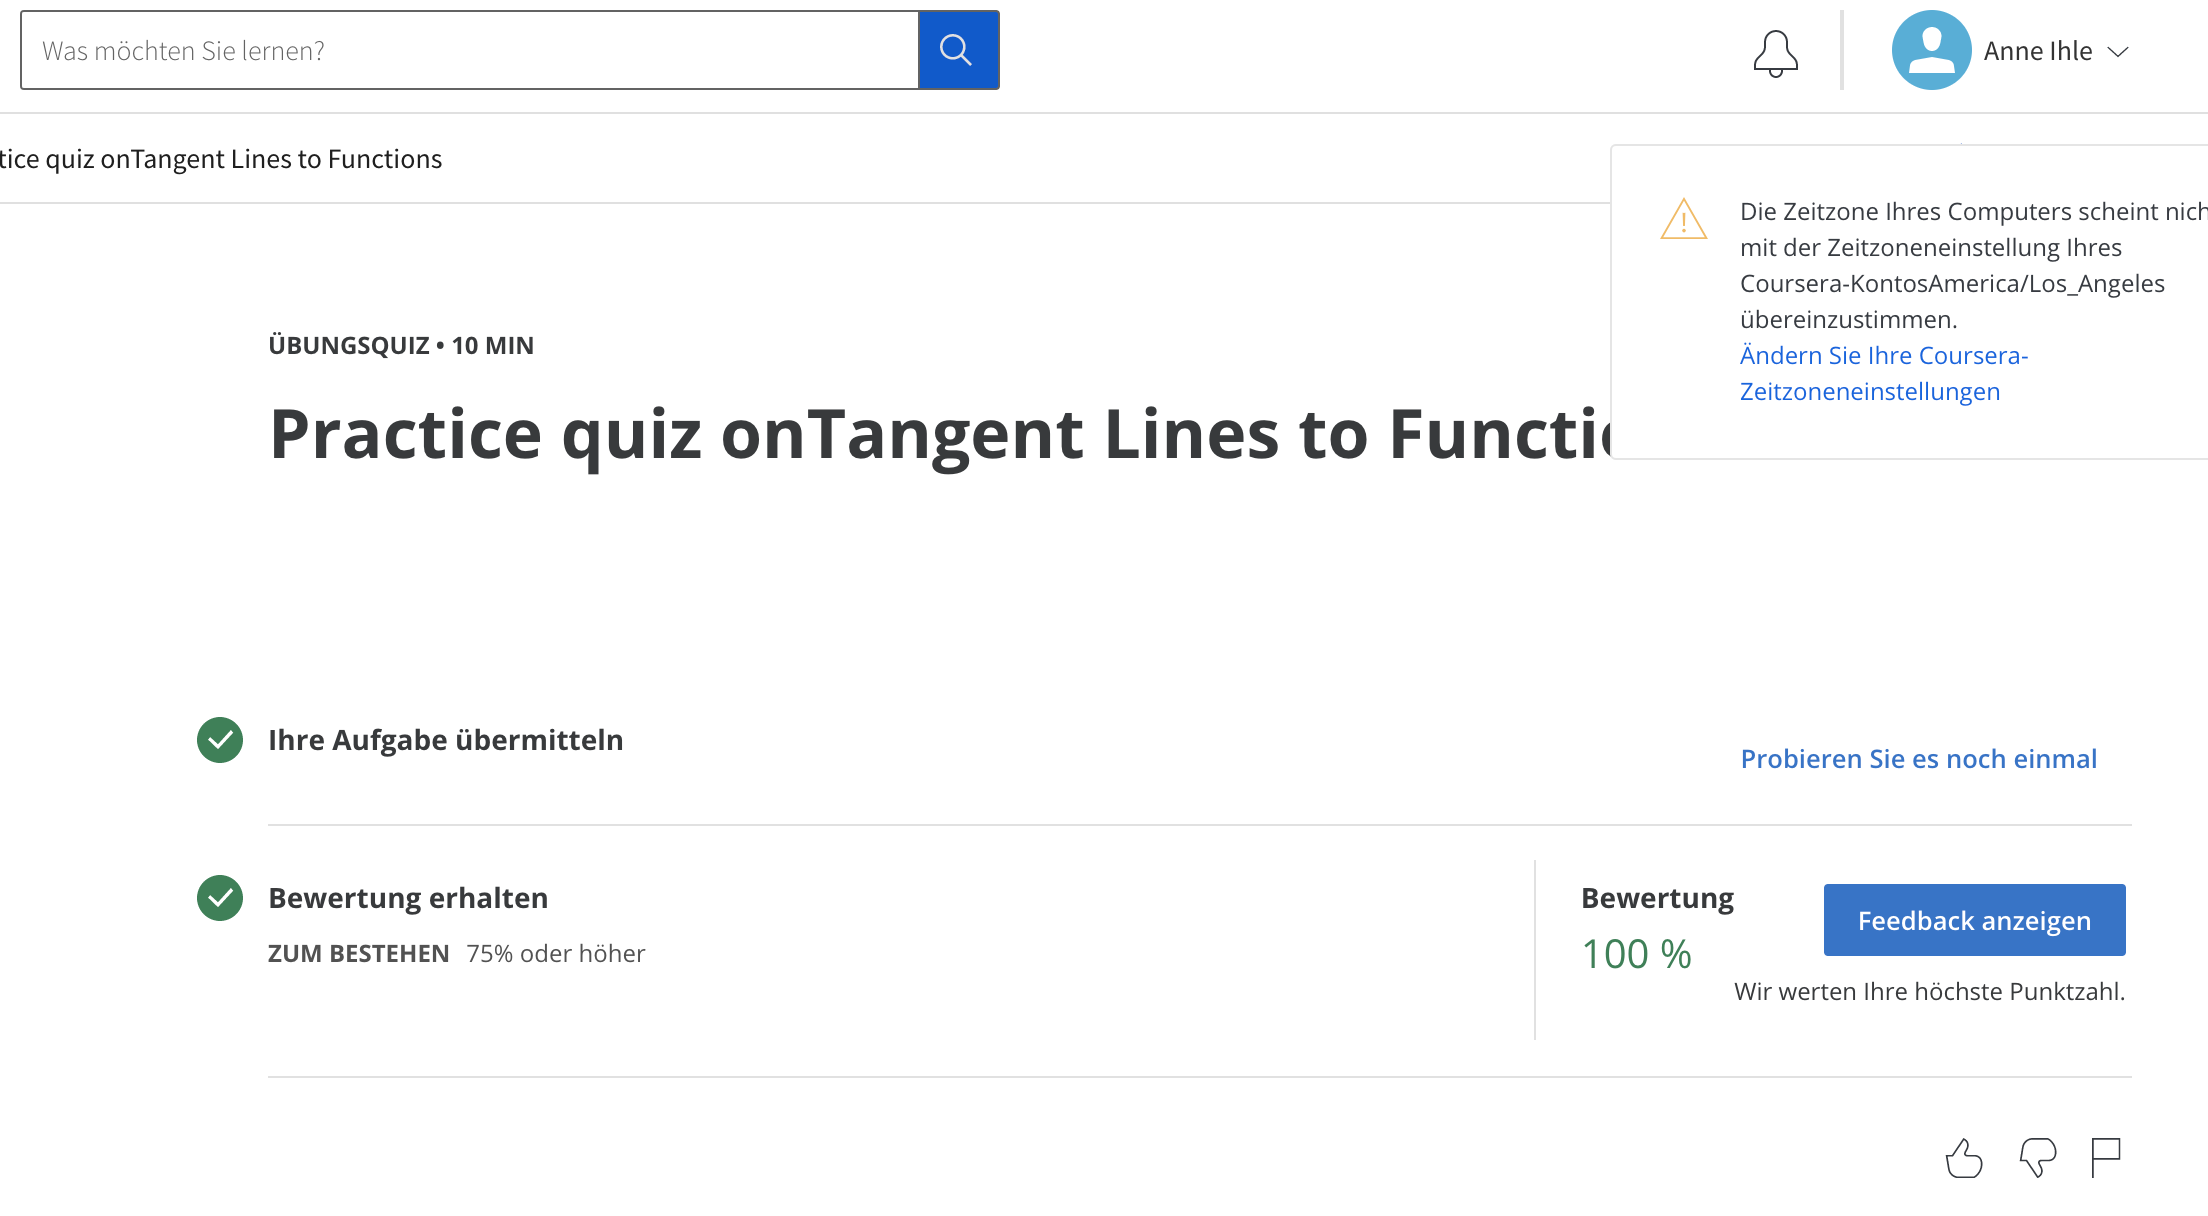 Was möchten Sie lernen?
Anne Ihle
tice quiz onTangent Lines to Functions
Die Zeitzone Ihres Computers scheint nich
mit der Zeitzoneneinstellung Ihres
Coursera-KontosAmerica/Los_Angeles
übereinzustimmen.
Ändern Sie Ihre Coursera-
Zeitzoneneinstellungen
ÜBUNGSQUIZ • 10 MIN
Practice quiz onTangent Lines to Functio
Ihre Aufgabe übermitteln
Probieren Sie es noch einmal
Bewertung erhalten
ZUM BESTEHEN 75% oder höher
Bewertung
100 %
Feedback anzeigen
Wir werten Ihre höchste Punktzahl.